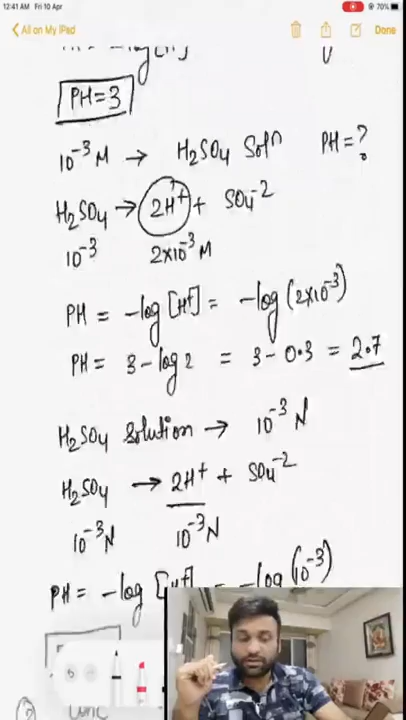 12:41 AM Fri 10 Apr 70%
All on My iPad Done
PH=3
10⁻³ M → H₂SO₄ Solⁿ PH=?
H₂SO₄ → 2H⁺ + SO₄⁻²
10⁻³ 2×10⁻³ M
PH = -log[H⁺] = -log(2×10⁻³)
PH = 3-log2 = 3-0.3 = 2.7
H₂SO₄ Solution → 10⁻³ N
H₂SO₄ → 2H⁺ + SO₄⁻²
10⁻³N 10⁻³N
PH = -log[H⁺] = -log(10⁻³)